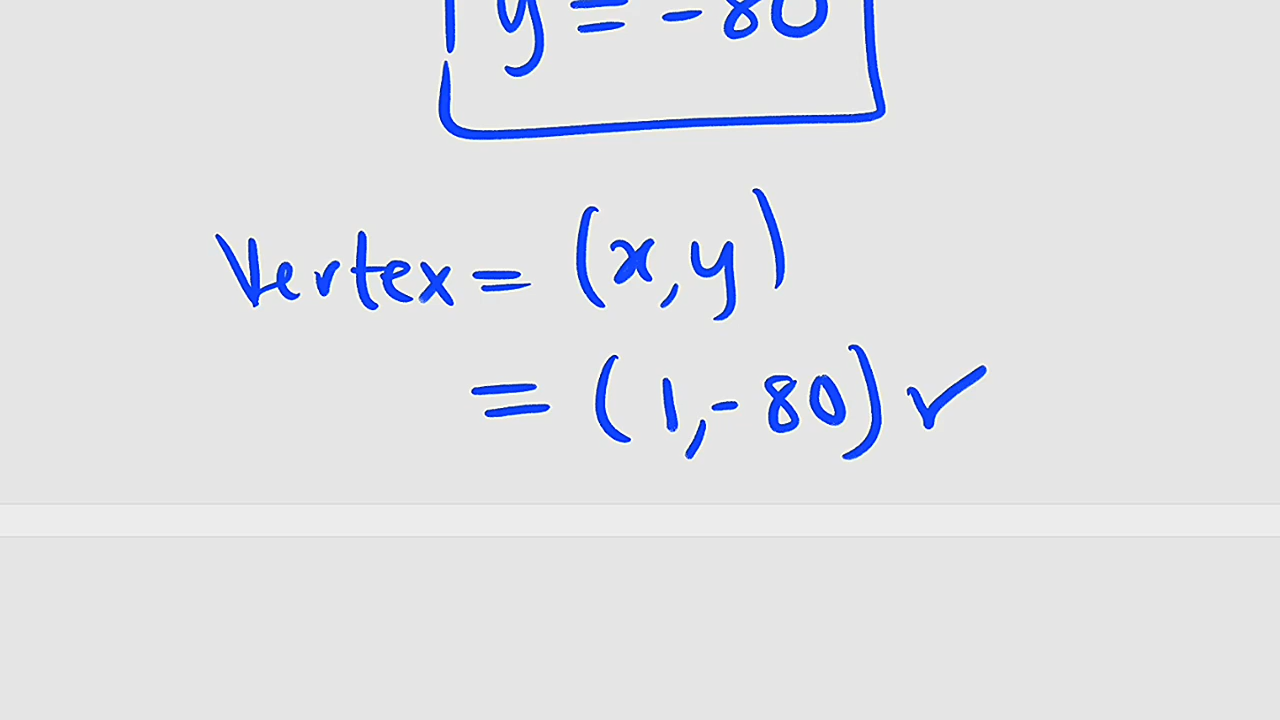 y = -80
Vertex = (x,y)
= (1,-80) ✓